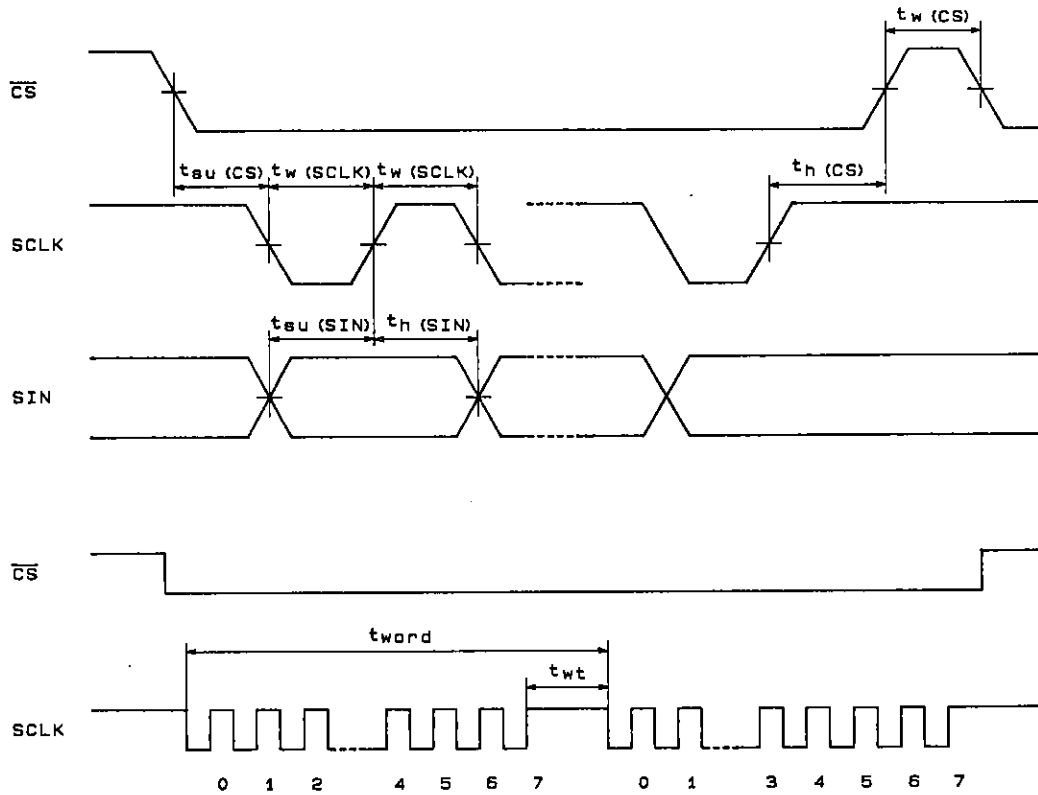 tw (CS)
CS
tsu (CS) tw (SCLK) tw (SCLK) th (CS)
SCLK
tsu (SIN) th (SIN)
SIN
CS
tword
twt
SCLK
0 1 2 4 5 6 7 0 1 3 4 5 6 7